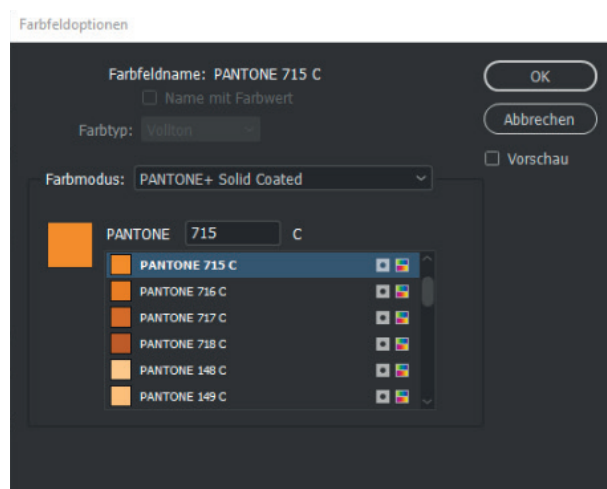 Farbfeldoptionen
Farbfeldname: PANTONE 715 C
Name mit Farbwert
Farbtyp: Vollton
OK
Abbrechen
Vorschau
Farbmodus: PANTONE+ Solid Coated
PANTONE 715 C
PANTONE 715 C
PANTONE 716 C
PANTONE 717 C
PANTONE 718 C
PANTONE 148 C
PANTONE 149 C